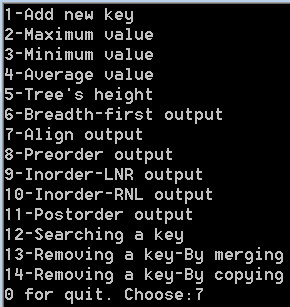 1-Add new key
2-Maximum value
3-Minimum value
4-Average value
5-Tree's height
6-Breadth-first output
7-Align output
8-Preorder output
9-Inorder-LNR output
10-Inorder-RNL output
11-Postorder output
12-Searching a key
13-Removing a key-By merging
14-Removing a key-By copying
0 for quit. Choose:7